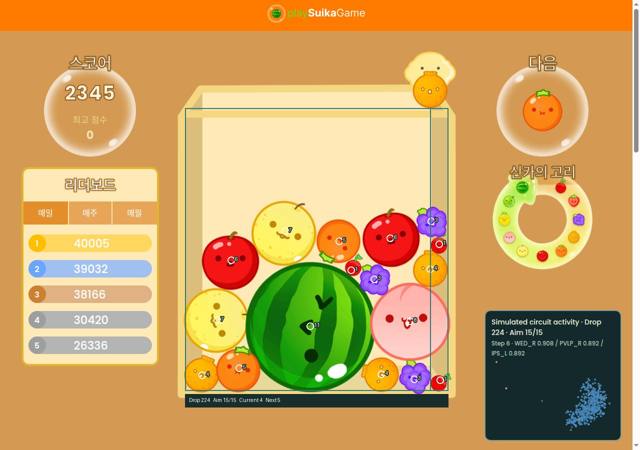 playSuikaGame
스코어
2345
최고 점수
0
리더보드
매일 매주 매월
1 40005
2 39032
3 38166
4 30420
5 26336
다음
신카의 고리
Simulated circuit activity · Drop
224 · Aim 15/15
Step 6 · WED_R 0.908 / PVLP_R 0.892 /
IPS_L 0.892
Drop 224 Aim 15/15 Current 4 Next 5